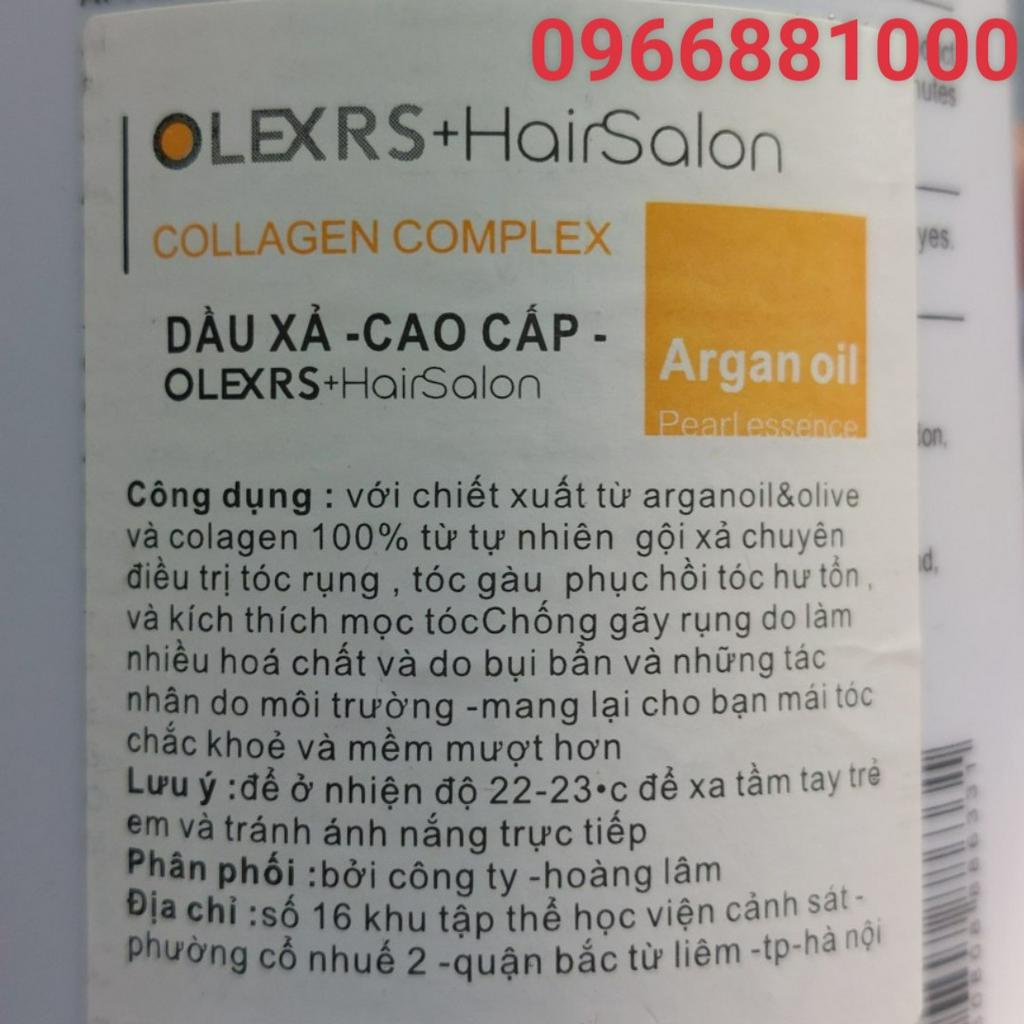 0966881000
OLEXRS+HairSalon
COLLAGEN COMPLEX
DẦU XẢ -CAO CẤP -
OLEXRS+HairSalon
Argan oil
Pearl essence
Công dụng : với chiết xuất từ arganoil&olive
và colagen 100% từ tự nhiên gội xả chuyên
điều trị tóc rụng , tóc gàu phục hồi tóc hư tổn ,
và kích thích mọc tócChống gãy rụng do làm
nhiều hoá chất và do bụi bẩn và những tác
nhân do môi trường -mang lại cho bạn mái tóc
chắc khoẻ và mềm mượt hơn
Lưu ý :để ở nhiện độ 22-23•c để xa tầm tay trẻ
em và tránh ánh nắng trực tiếp
Phân phối :bởi công ty -hoàng lâm
Địa chỉ :số 16 khu tập thể học viện cảnh sát -
phường cổ nhuế 2 -quận bắc từ liêm -tp-hà nội
yes.